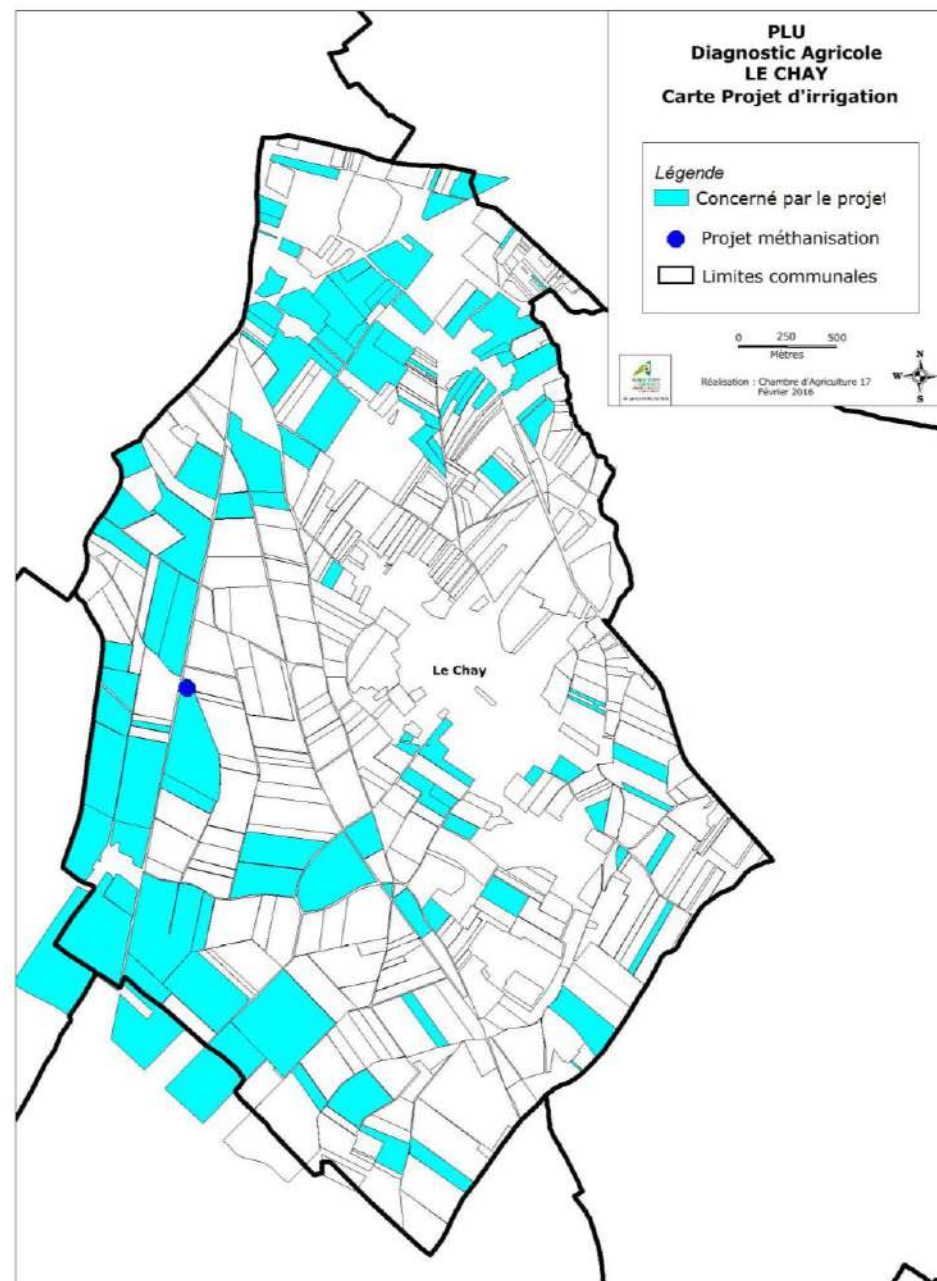 PLU
Diagnostic Agricole
LE CHAY
Carte Projet d'irrigation
Légende
Concerné par le projet
Projet méthanisation
Limites communales
0 250 500
Mètres
Réalisation : Chambre d'Agriculture 17
Février 2016
N
W E
S
Le Chay